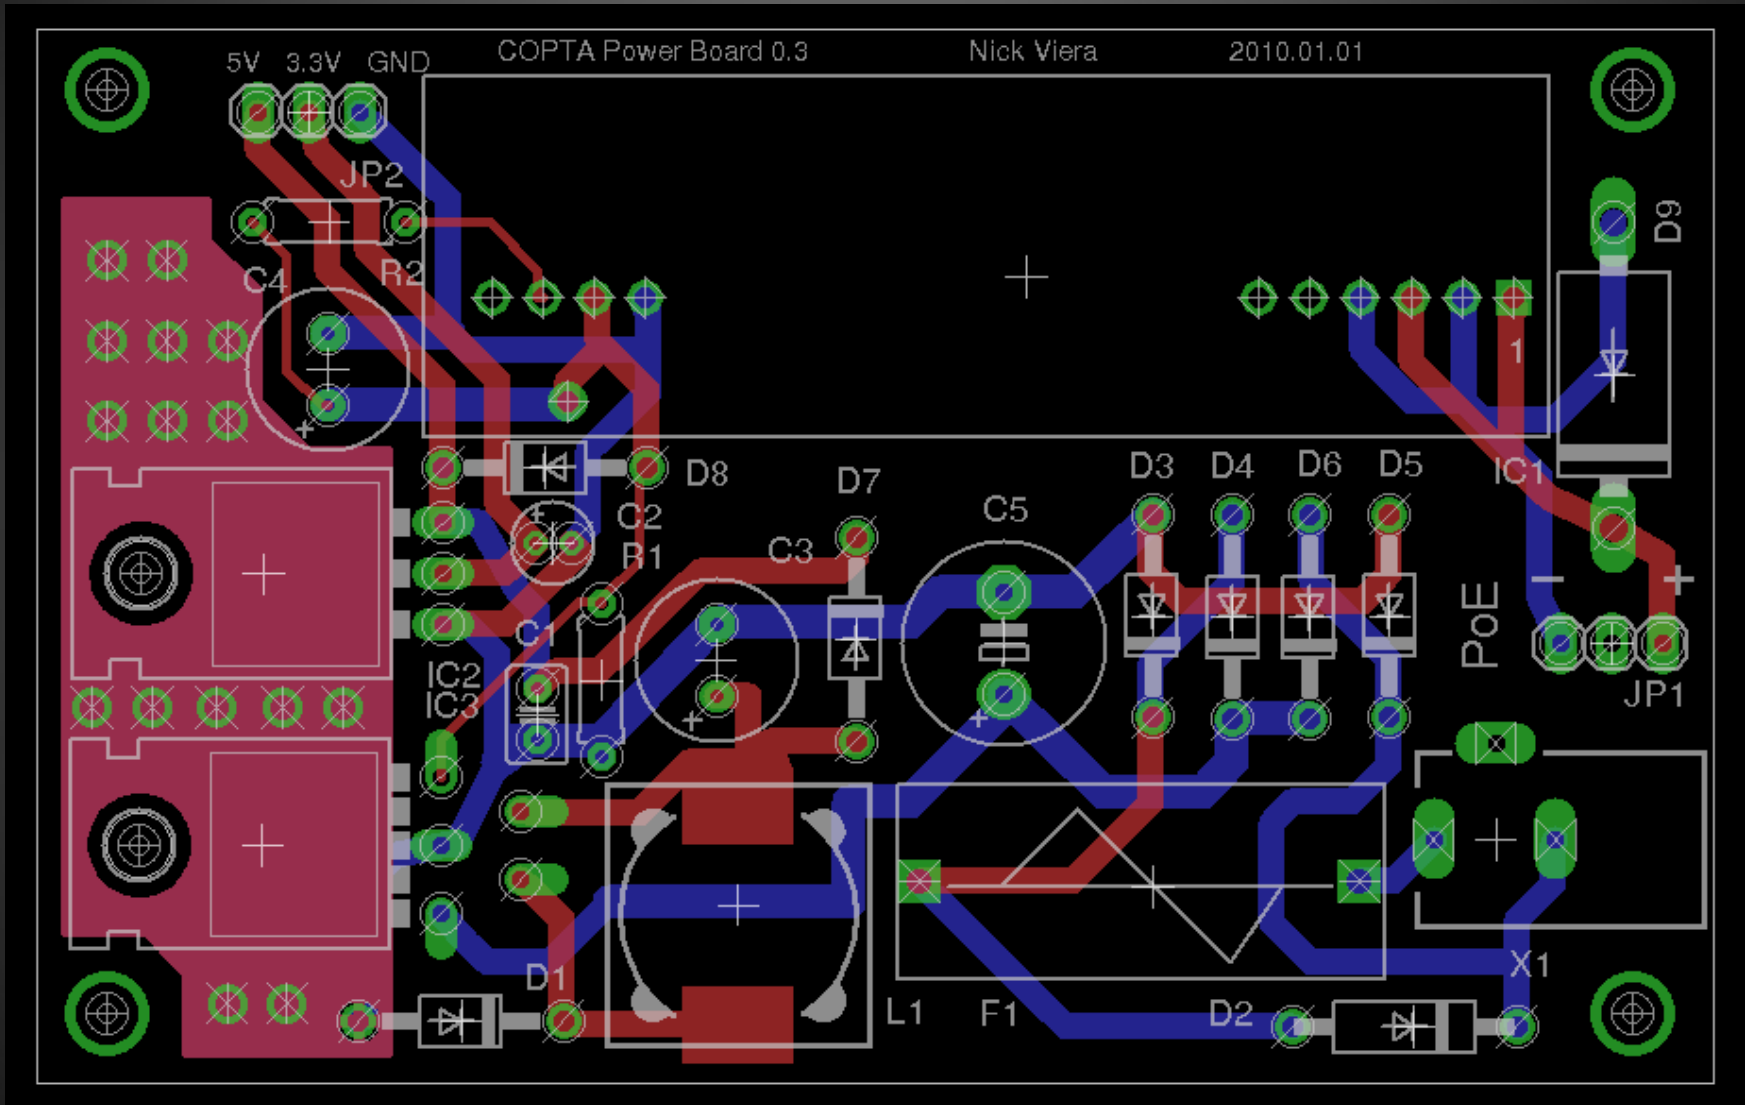 COPTA Power Board 0.3 Nick Viera 2010.01.01
5V 3.3V GND
JP2
D9
C4 R2
1
IC1
D8
D7
D3 D4 D6 D5
C2
C5
R1
C3
PoE
- +
C1
IC2
IC3
JP1
+
+
+
+
D1
X1
L1
F1
D2